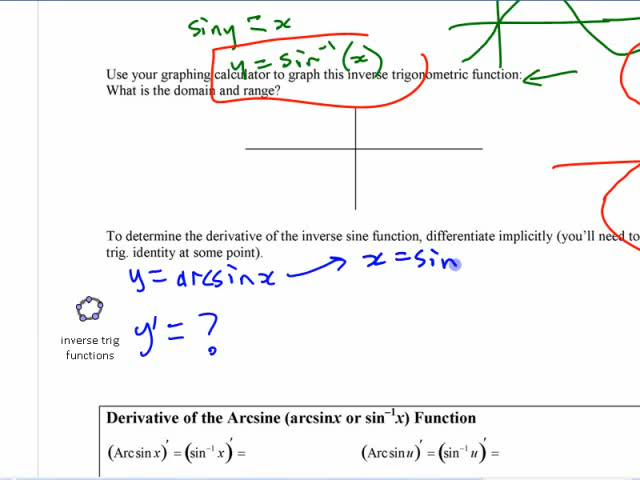 sin y = x
y = sin⁻¹(x)
Use your graphing calculator to graph this inverse trigonometric function:
What is the domain and range?
To determine the derivative of the inverse sine function, differentiate implicitly (you'll need to
trig. identity at some point).
y = arcsin x → x = sin
y' = ?
inverse trig
functions
Derivative of the Arcsine (arcsinx or sin⁻¹x) Function
(Arcsin x)' = (sin⁻¹ x)' =
(Arcsin u)' = (sin⁻¹ u)' =